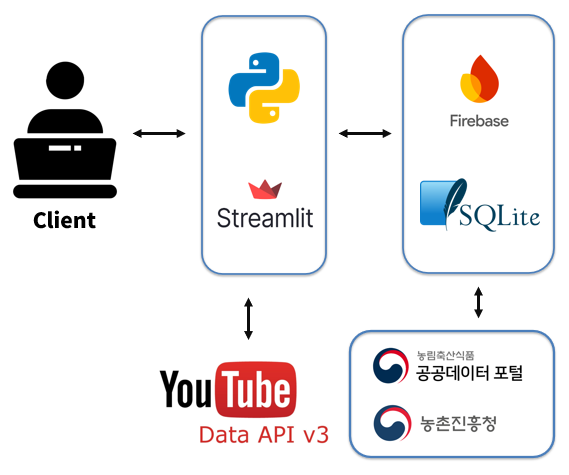 Client
Streamlit
Firebase
SQLite
YouTube
Data API v3
농림축산식품
공공데이터 포털
농촌진흥청